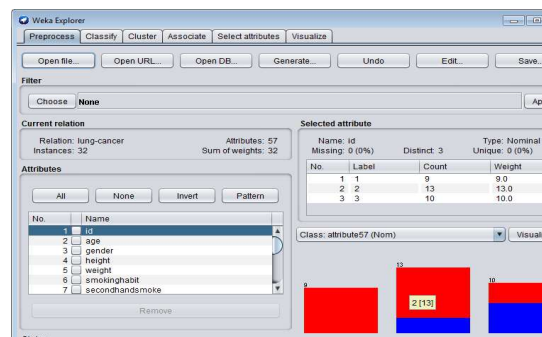 Weka Explorer
Preprocess Classify Cluster Associate Select attributes Visualize
Open file... Open URL... Open DB... Generate... Undo Edit... Save..
Filter
Choose None Ap
Current relation
Relation: lung-cancer Attributes: 57
Instances: 32 Sum of weights: 32
Attributes
All None Invert Pattern
No. Name
1 id
2 age
3 gender
4 height
5 weight
6 smokinghabit
7 secondhandsmoke
Remove
Selected attribute
Name: id Type: Nominal
Missing: 0 (0%) Distinct: 3 Unique: 0 (0%)
No. Label Count Weight
1 1 9 9.0
2 2 13 13.0
3 3 10 10.0
Class: attribute57 (Nom) Visuali
9 13 10
2 [13]